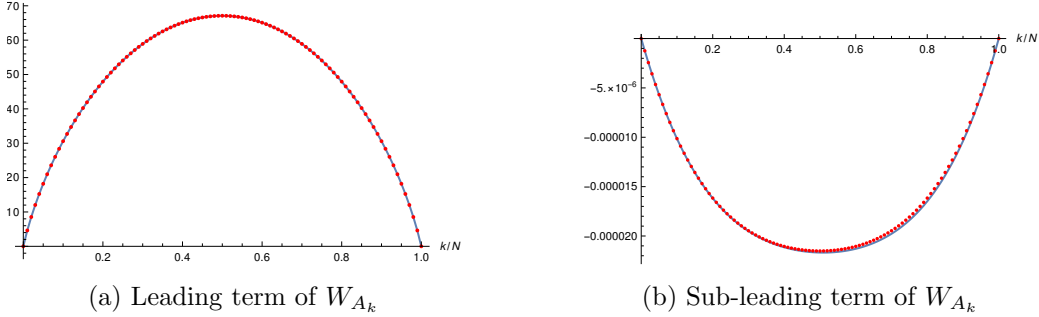 70
60
50
40
30
20
10
0.2 0.4 0.6 0.8 1.0
k/N
(a) Leading term of W_{A_k}
0.2 0.4 0.6 0.8 1.0
k/N
-5.×10^{-6}
-0.000010
-0.000015
-0.000020
(b) Sub-leading term of W_{A_k}